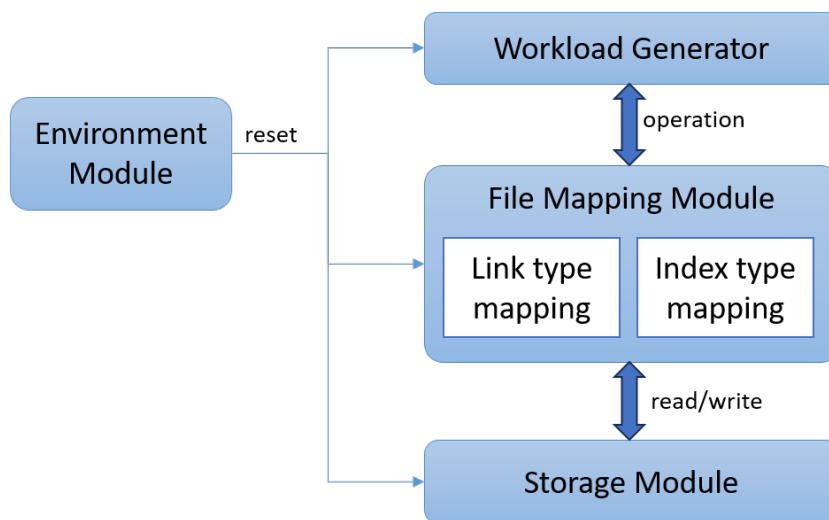 Workload Generator
Environment
Module
reset
operation
File Mapping Module
Link type
mapping
Index type
mapping
read/write
Storage Module